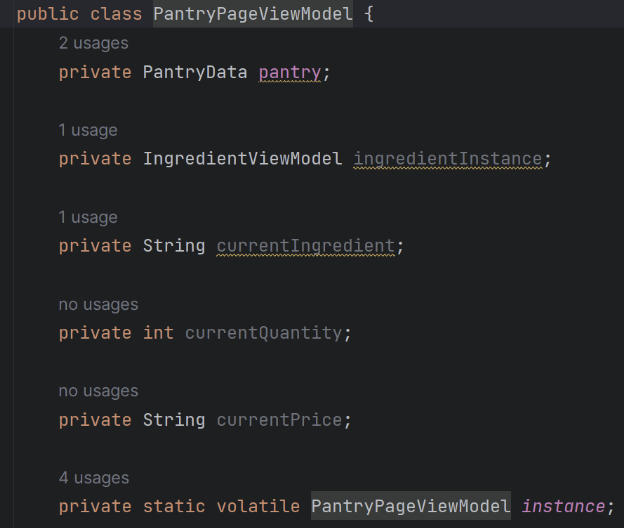 public class PantryPageViewModel {
2 usages
private PantryData pantry;
1 usage
private IngredientViewModel ingredientInstance;
1 usage
private String currentIngredient;
no usages
private int currentQuantity;
no usages
private String currentPrice;
4 usages
private static volatile PantryPageViewModel instance;